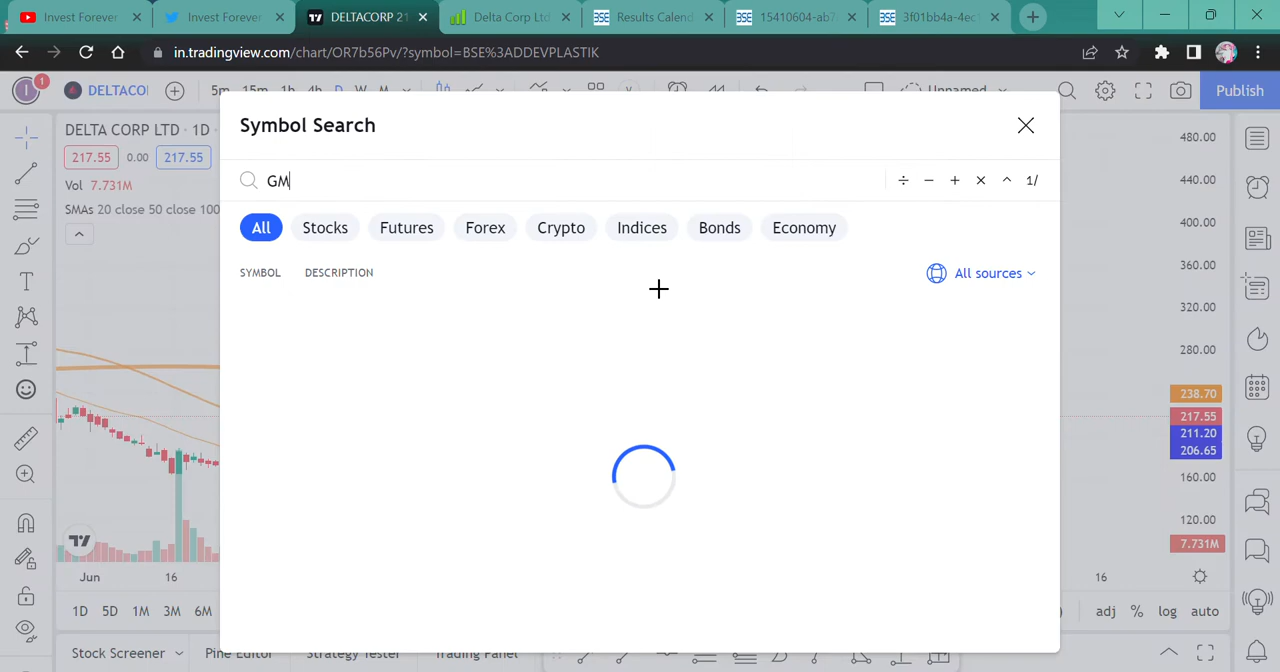 Invest Forever
Invest Forever
DELTACORP 21
Delta Corp Ltd
Results Calend
15410604-ab7
3f01bb4a-4ec
in.tradingview.com/chart/OR7b56Pv/?symbol=BSE%3ADDEVPLASTIK
I 1
DELTACO
5m 15m 1h 4h D W M
Unnamed
Publish
DELTA CORP LTD · 1D ·
217.55 0.00 217.55
Vol 7.731M
SMAs 20 close 50 close 100
Symbol Search
GM
÷ − + × ^ 1/
All Stocks Futures Forex Crypto Indices Bonds Economy
SYMBOL DESCRIPTION
All sources
480.00
440.00
400.00
360.00
320.00
280.00
238.70
217.55
211.20
206.65
160.00
120.00
7.731M
Jun 16
16
1D 5D 1M 3M 6M
adj % log auto
Stock Screener
Pine Editor
Strategy Tester
Trading Panel